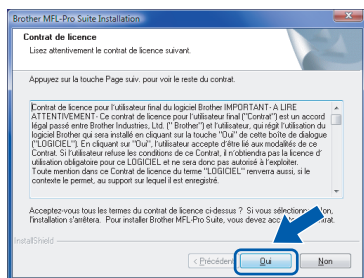 Brother MFL-Pro Suite Installation
Contrat de licence
Lisez attentivement le contrat de licence suivant.
Appuyez sur la touche Page suiv. pour voir le reste du contrat.
Contrat de licence pour l'utilisateur final du logiciel Brother IMPORTANT- A LIRE
ATTENTIVEMENT- Ce contrat de licence pour l'utilisateur final ("Contrat") est un accord
légal passé entre Brother Industries, Ltd. (" Brother") et l'utilisateur, qui régit l'utilisation du
logiciel Brother qui sera installé en cliquant sur la touche "Oui" de cette boîte de dialogue
("LOGICIEL"). En cliquant sur "Oui", l'utilisateur accepte d'être lié aux modalités de ce
Contrat. Si l'utilisateur refuse les conditions de ce Contrat, il n'obtiendra pas la licence d'
utilisation obligatoire pour ce LOGICIEL et ne sera donc pas autorisé à l'exploiter.
Toute mention dans ce Contrat de licence du terme "LOGICIEL" renverra aussi, si le
contexte le permet, au support sur lequel il est enregistré.
Acceptez-vous tous les termes du contrat de licence ci-dessus ? Si vous sélectionnez
l'installation s'arrêtera. Pour installer Brother MFL-Pro Suite, vous devez
InstallShield
< Précédent
Oui
Non